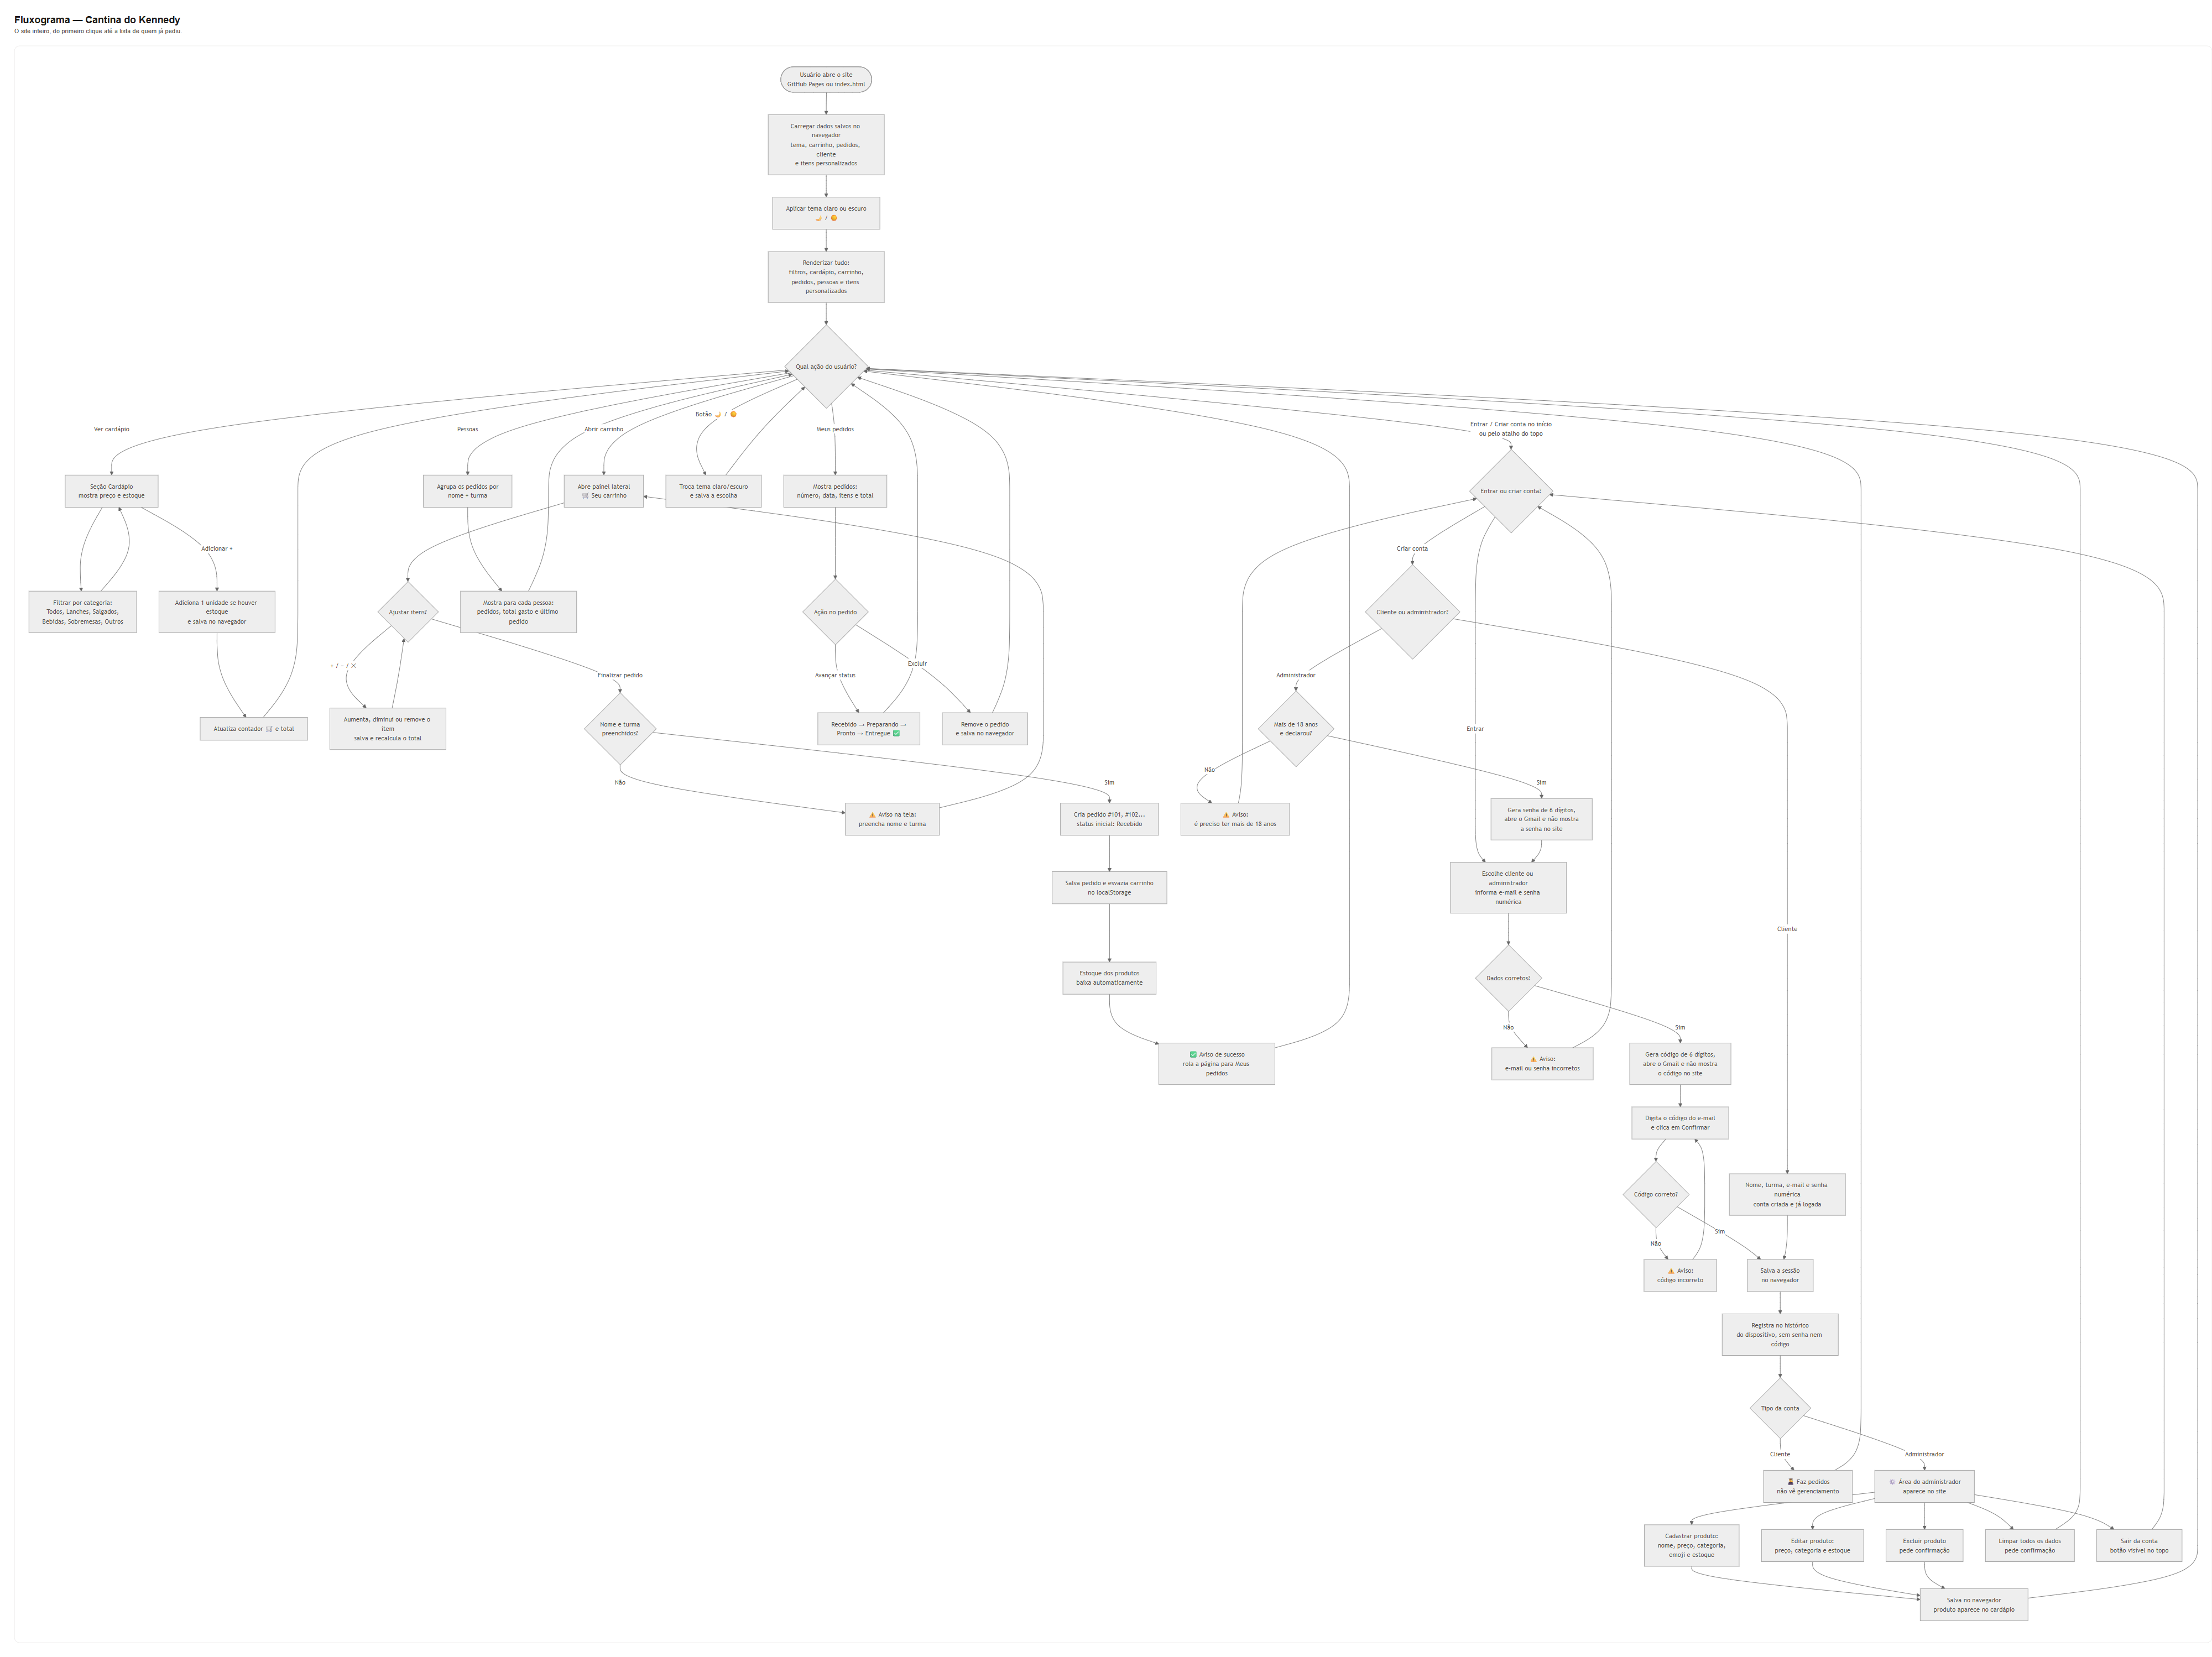 Fluxograma — Cantina do Kennedy
O site inteiro, do primeiro clique até a lista de quem já pediu.
Usuário abre o site
GitHub Pages ou index.html
Carregar dados salvos no
navegador
tema, carrinho, pedidos,
cliente
e itens personalizados
Aplicar tema claro ou escuro
🌙 / 🌞
Renderizar tudo:
filtros, cardápio, carrinho,
pedidos, pessoas e itens
personalizados
Qual ação do usuário?
Ver cardápio
Pessoas
Abrir carrinho
Botão 🌙 / 🌞
Meus pedidos
Entrar / Criar conta no início
ou pelo atalho do topo
Seção Cardápio
mostra preço e estoque
Agrupa os pedidos por
nome + turma
Abre painel lateral
🛒 Seu carrinho
Troca tema claro/escuro
e salva a escolha
Mostra pedidos:
número, data, itens e total
Entrar ou criar conta?
Adicionar +
Criar conta
Filtrar por categoria:
Todos, Lanches, Salgados,
Bebidas, Sobremesas, Outros
Adiciona 1 unidade se houver
estoque
e salva no navegador
Ajustar itens?
Mostra para cada pessoa:
pedidos, total gasto e último
pedido
Ação no pedido
Cliente ou administrador?
+ / − / ✕
Finalizar pedido
Avançar status
Excluir
Administrador
Entrar
Atualiza contador 🛒 e total
Aumenta, diminui ou remove o
item
salva e recalcula o total
Nome e turma
preenchidos?
Recebido → Preparando →
Pronto → Entregue ✅
Remove o pedido
e salva no navegador
Mais de 18 anos
e declarou?
Não
Sim
Não
Sim
⚠️ Aviso na tela:
preencha nome e turma
Cria pedido #101, #102...
status inicial: Recebido
⚠️ Aviso:
é preciso ter mais de 18 anos
Gera senha de 6 dígitos,
abre o Gmail e não mostra
a senha no site
Salva pedido e esvazia carrinho
no localStorage
Escolhe cliente ou
administrador
informa e-mail e senha
numérica
Cliente
Estoque dos produtos
baixa automaticamente
Dados corretos?
Não
Sim
✅ Aviso de sucesso
rola a página para Meus
pedidos
⚠️ Aviso:
e-mail ou senha incorretos
Gera código de 6 dígitos,
abre o Gmail e não mostra
o código no site
Digita o código do e-mail
e clica em Confirmar
Código correto?
Nome, turma, e-mail e senha
numérica
conta criada e já logada
Não
Sim
⚠️ Aviso:
código incorreto
Salva a sessão
no navegador
Registra no histórico
do dispositivo, sem senha nem
código
Tipo da conta
Cliente
Administrador
Faz pedidos
não vê gerenciamento
⚙️ Área do administrador
aparece no site
Cadastrar produto:
nome, preço, categoria,
emoji e estoque
Editar produto:
preço, categoria e estoque
Excluir produto
pede confirmação
Limpar todos os dados
pede confirmação
Sair da conta
botão visível no topo
Salva no navegador
produto aparece no cardápio